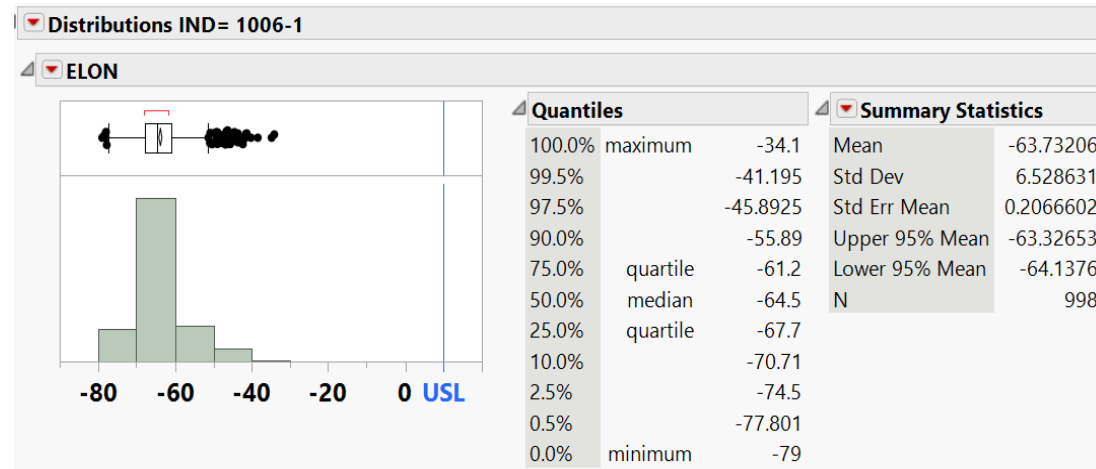 Distributions IND= 1006-1
ELON
-80 -60 -40 -20 0 USL
Quantiles
100.0% maximum -34.1
99.5% -41.195
97.5% -45.8925
90.0% -55.89
75.0% quartile -61.2
50.0% median -64.5
25.0% quartile -67.7
10.0% -70.71
2.5% -74.5
0.5% -77.801
0.0% minimum -79
Summary Statistics
Mean -63.73206
Std Dev 6.528631
Std Err Mean 0.2066602
Upper 95% Mean -63.32653
Lower 95% Mean -64.1376
N 998